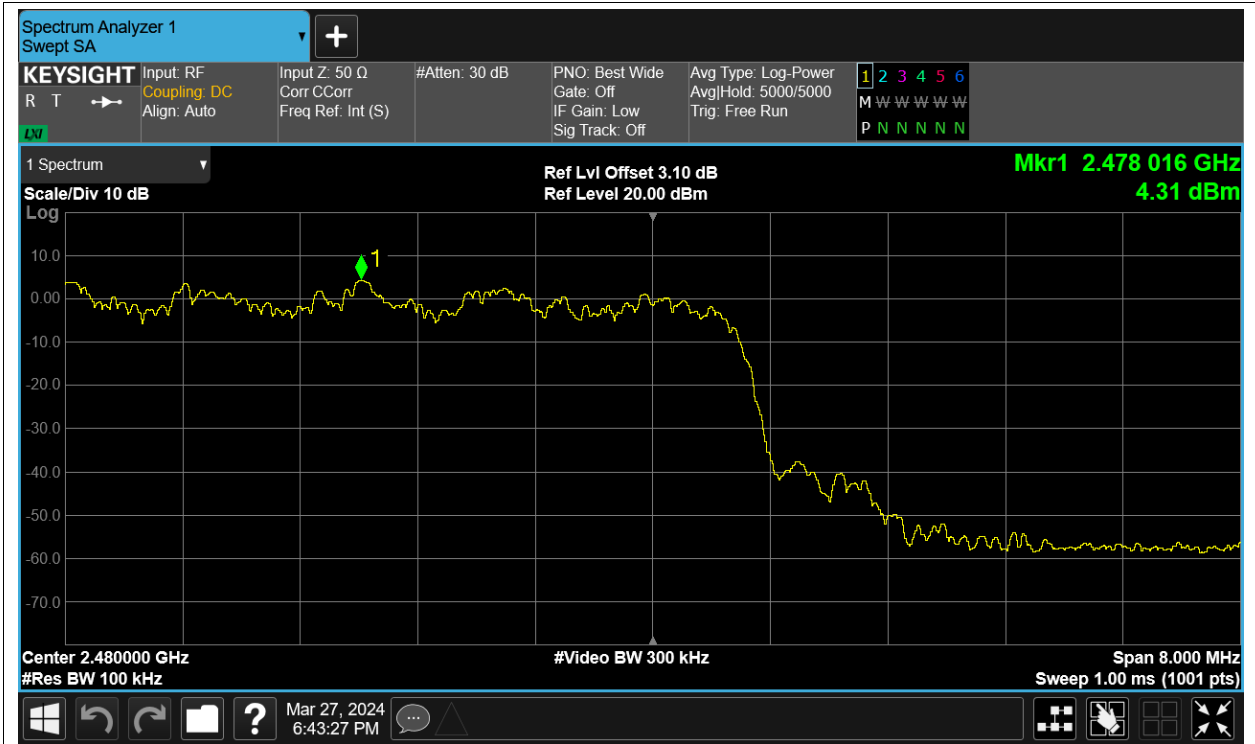 Spectrum Analyzer 1
Swept SA
KEYSIGHT Input: RF Input Z: 50 Ω #Atten: 30 dB PNO: Best Wide Avg Type: Log-Power 1 2 3 4 5 6
R T Coupling: DC Corr CCorr Gate: Off Avg|Hold: 5000/5000 M W W W W W
Align: Auto Freq Ref: Int (S) IF Gain: Low Trig: Free Run
LXI Sig Track: Off P N N N N N
1 Spectrum Ref Lvl Offset 3.10 dB Mkr1 2.478 016 GHz
Scale/Div 10 dB Ref Level 20.00 dBm 4.31 dBm
Log
10.0
1
0.00
-10.0
-20.0
-30.0
-40.0
-50.0
-60.0
-70.0
Center 2.480000 GHz #Video BW 300 kHz Span 8.000 MHz
#Res BW 100 kHz Sweep 1.00 ms (1001 pts)
? Mar 27, 2024
6:43:27 PM